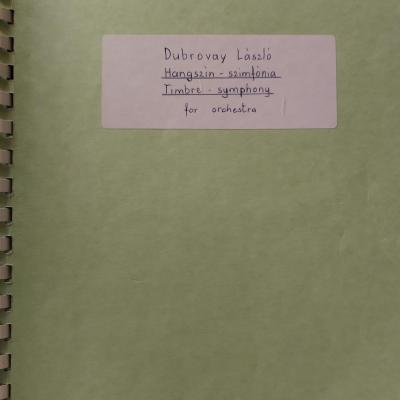 Dubrovay László
Hangszín-szimfónia
Timbre-symphony
for orchestra